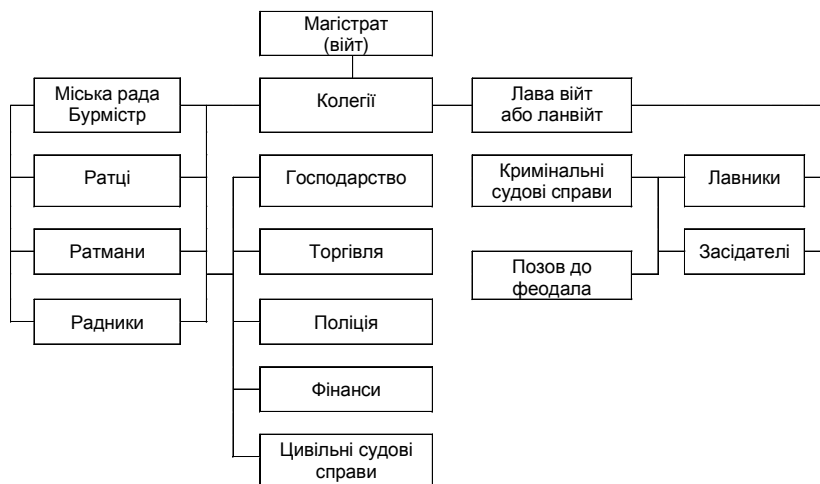 Магістрат
(війт)
Міська рада
Бурмістр
Колегії
Лава війт
або ланвійт
Ратці
Господарство
Кримінальні
судові справи
Лавники
Ратмани
Торгівля
Позов до
феодала
Засідателі
Радники
Поліція
Фінанси
Цивільні судові
справи